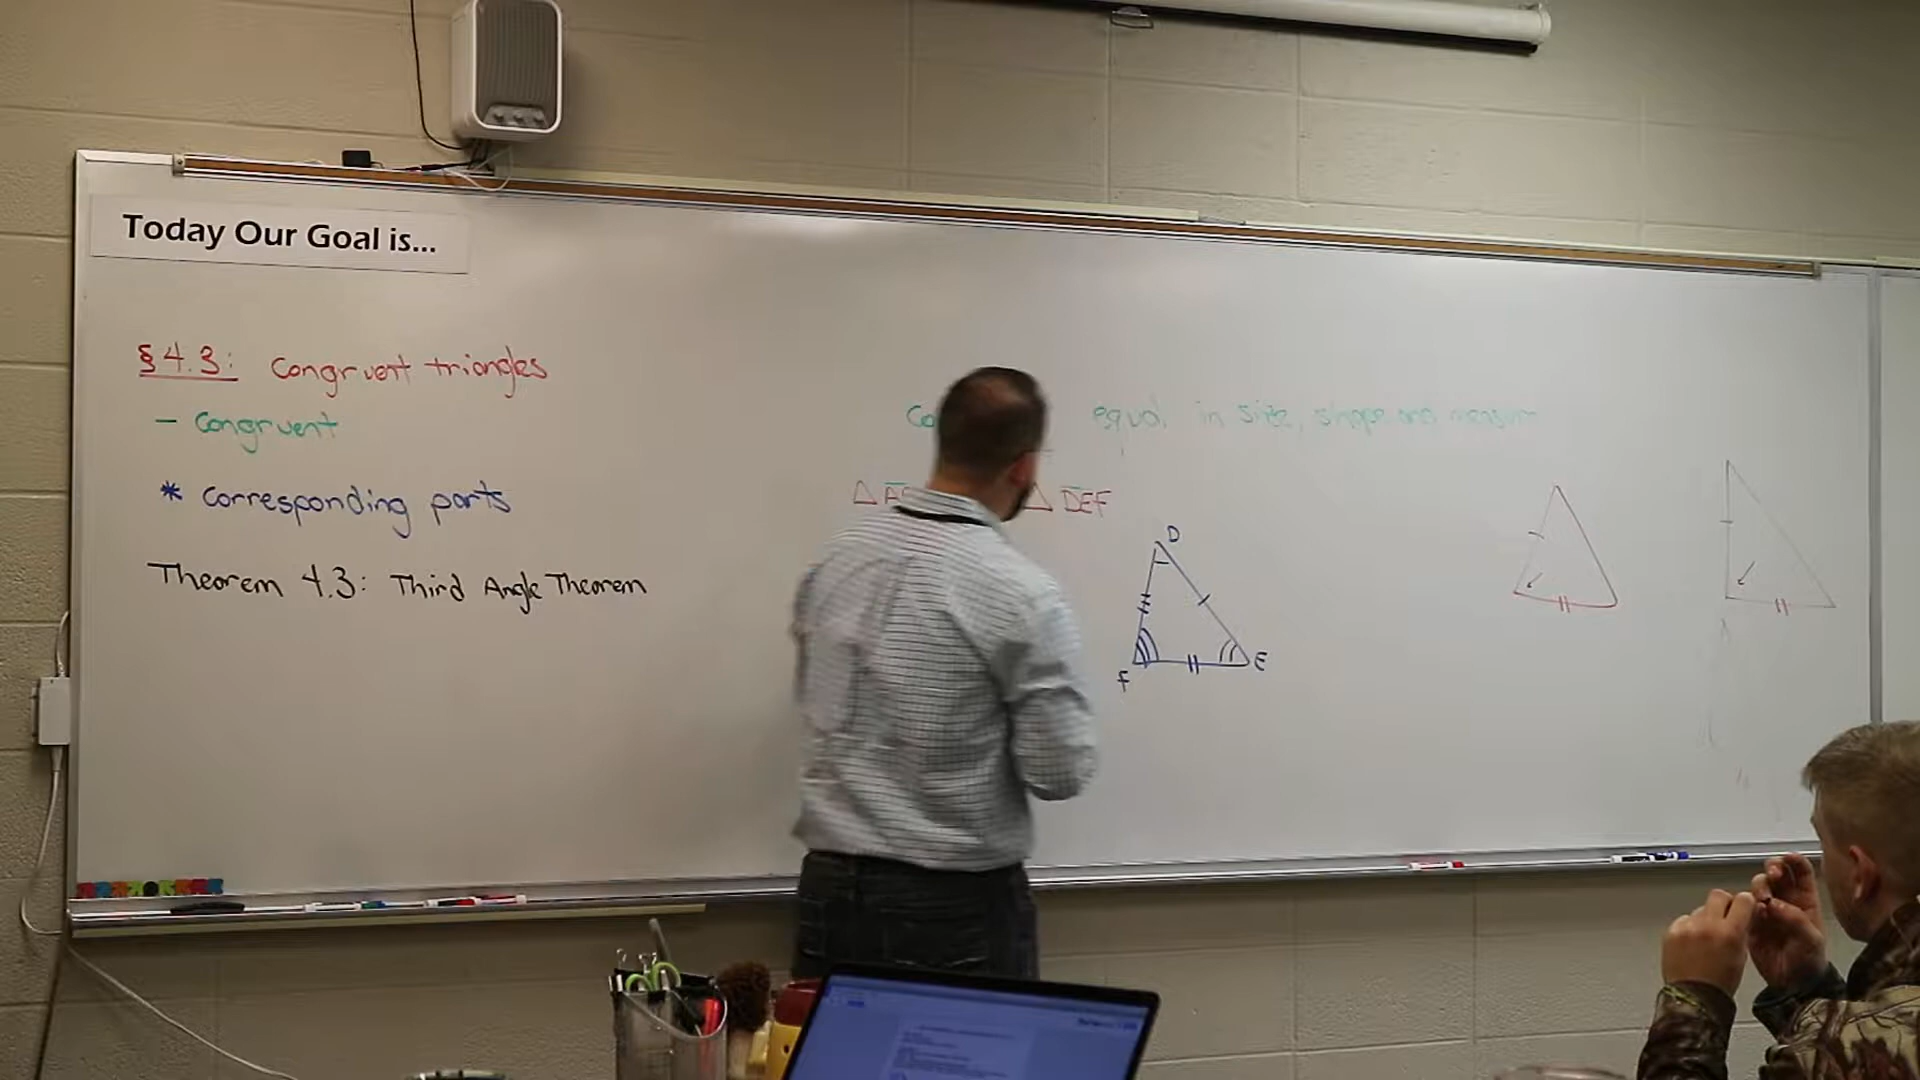 Today Our Goal is...
§4.3: Congruent triangles
- Congruent
* Corresponding parts
Theorem 4.3: Third Angle Theorem
equal in size, shape and measure
△ △ DEF
D
F
E